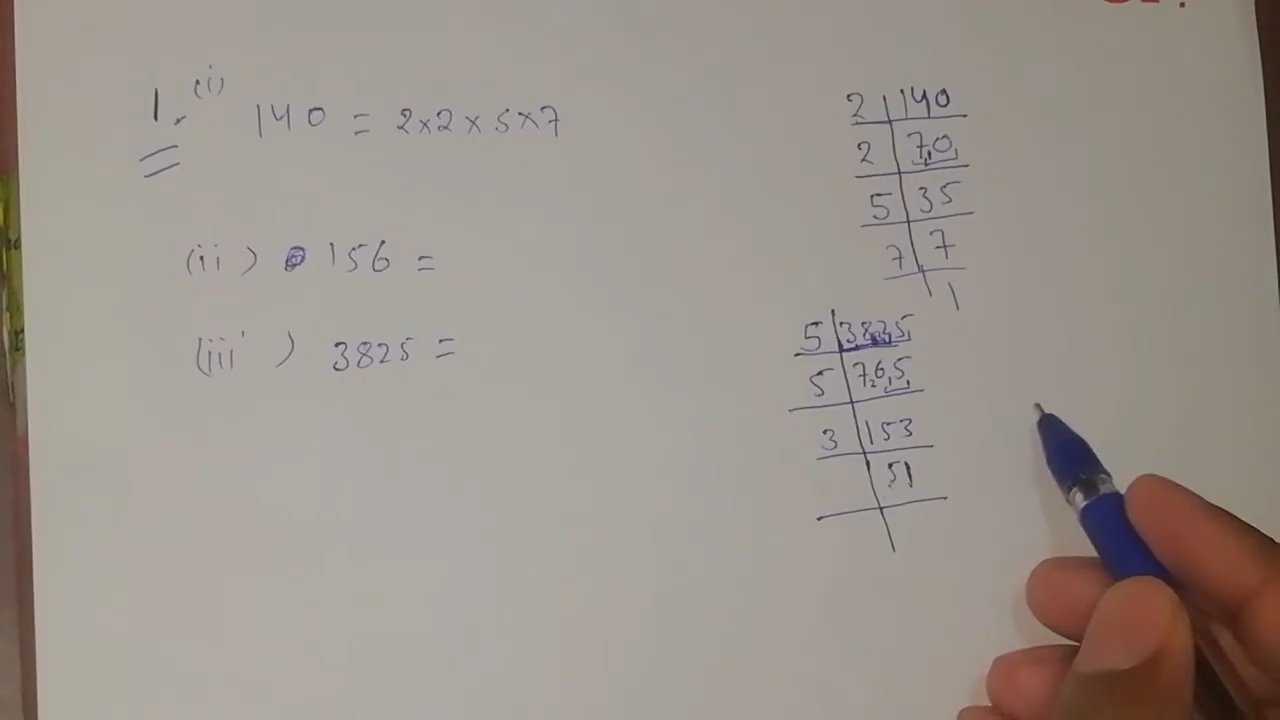 1. (i) 140 = 2×2×5×7
(ii) 156 =
(iii) 3825 =
2 | 140
2 | 70
5 | 35
7 | 7
1
5 | 3825
5 | 765
3 | 153
51